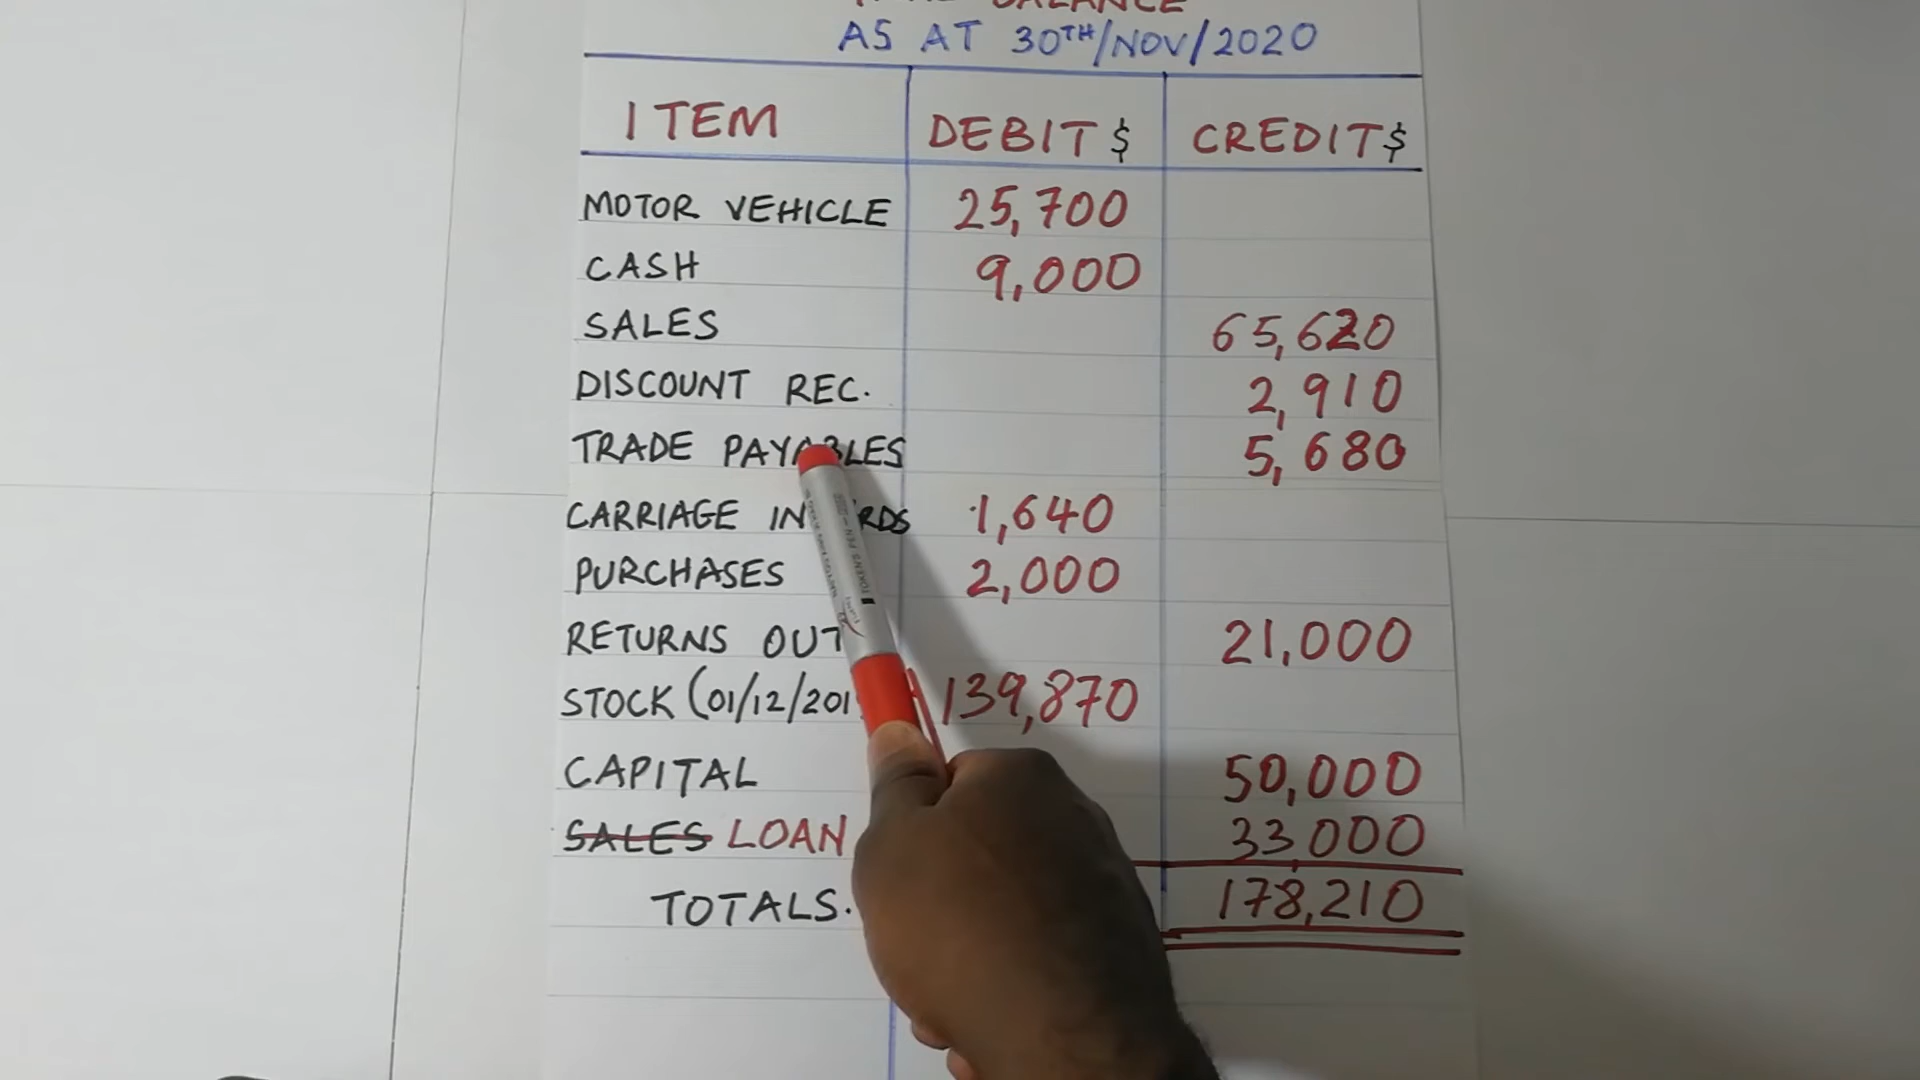 BALANCE
AS AT 30TH/NOV/2020
ITEM DEBIT $ CREDIT $
MOTOR VEHICLE 25,700
CASH 9,000
SALES 65,620
DISCOUNT REC. 2,910
TRADE PAYABLES 5,680
CARRIAGE IN RDS 1,640
PURCHASES 2,000
RETURNS OUT 21,000
STOCK (01/12/201 139,870
CAPITAL 50,000
SALES LOAN 33,000
TOTALS. 178,210